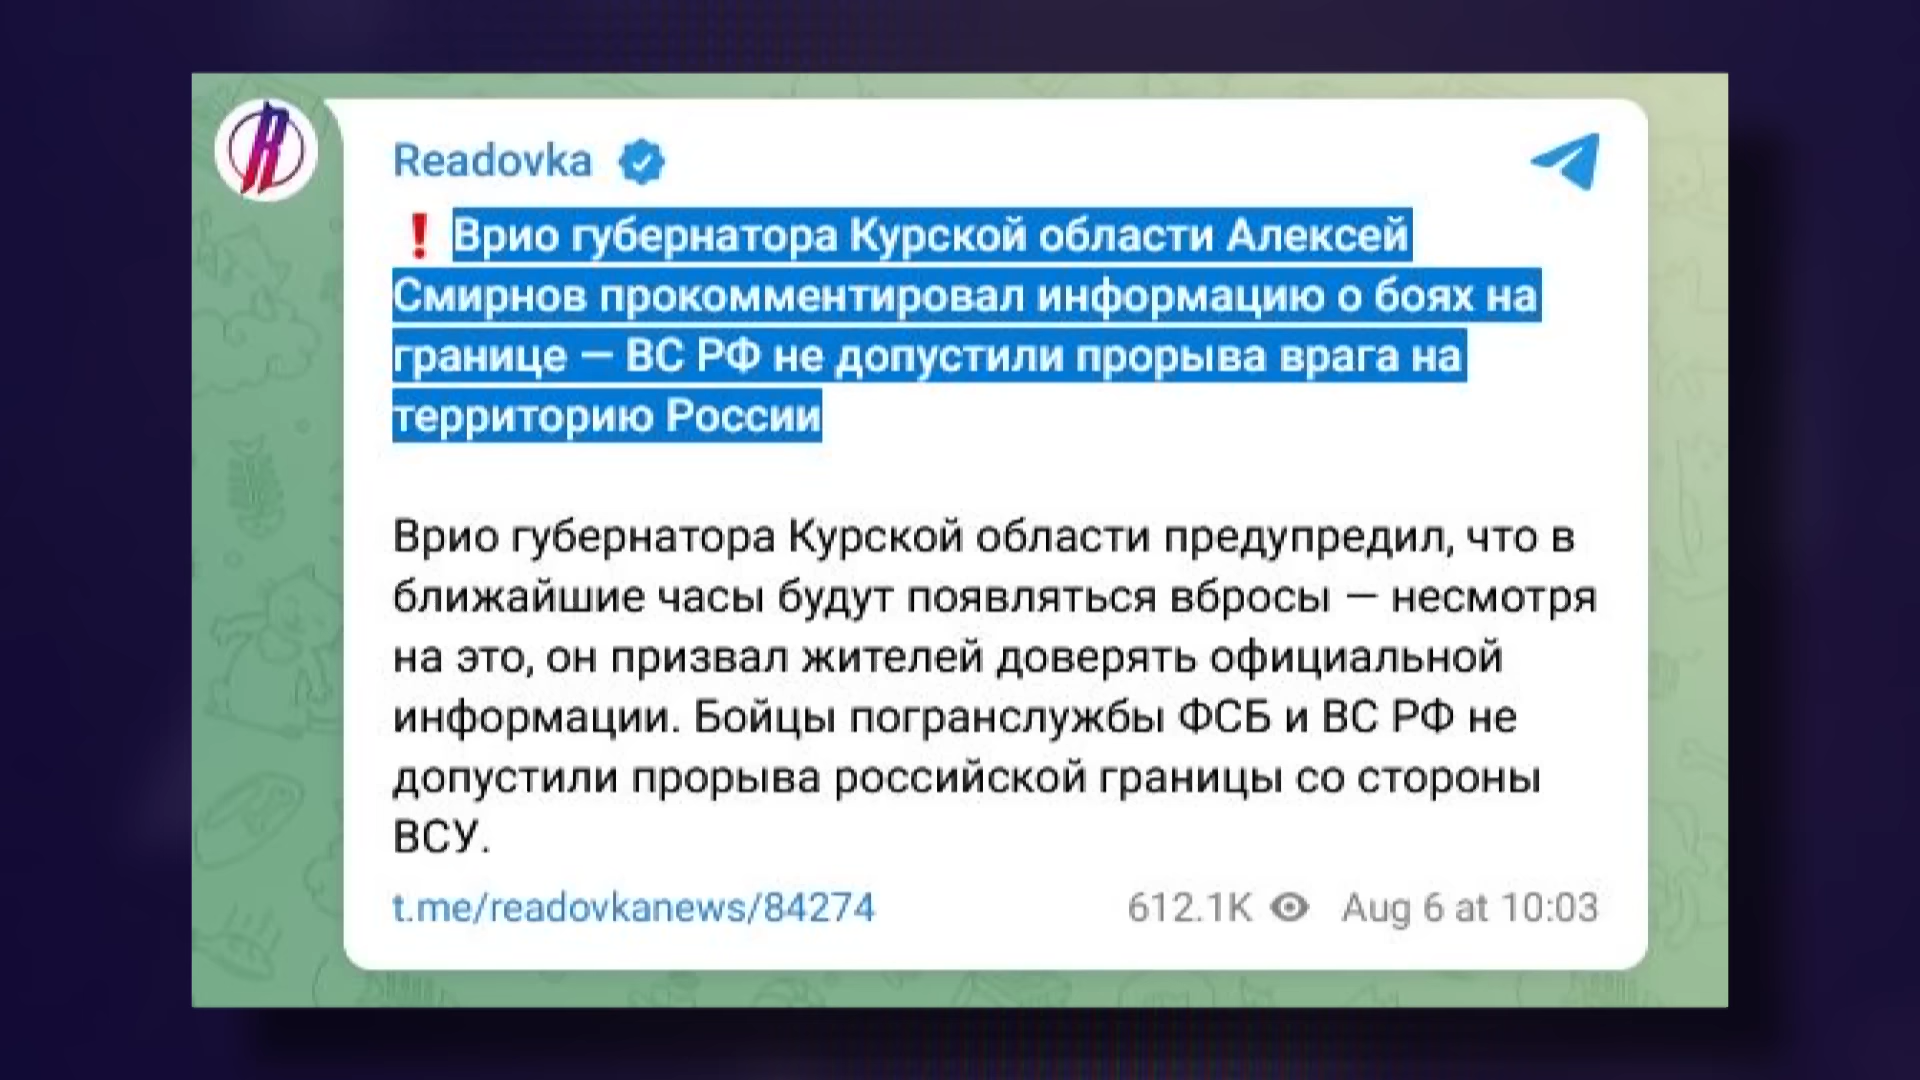 Readovka
❗ Врио губернатора Курской области Алексей
Смирнов прокомментировал информацию о боях на
границе — ВС РФ не допустили прорыва врага на
территорию России
Врио губернатора Курской области предупредил, что в
ближайшие часы будут появляться вбросы — несмотря
на это, он призвал жителей доверять официальной
информации. Бойцы погранслужбы ФСБ и ВС РФ не
допустили прорыва российской границы со стороны
ВСУ.
t.me/readovkanews/84274 612.1K Aug 6 at 10:03